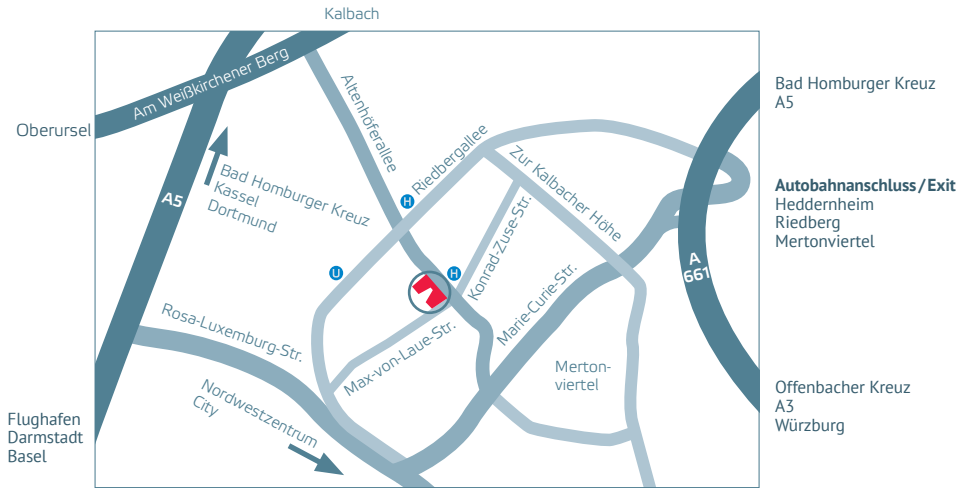 Kalbach
Am Weißkirchener Berg
Oberursel
Altenhöferallee
Riedbergallee
Zur Kalbacher Höhe
Bad Homburger Kreuz
A5
Bad Homburger Kreuz
Kassel
Dortmund
A5
H
Konrad-Zuse-Str.
Autobahnanschluss/Exit
Heddernheim
Riedberg
Mertonviertel
A
661
U
H
Marie-Curie-Str.
Rosa-Luxemburg-Str.
Max-von-Laue-Str.
Merton-
viertel
Nordwestzentrum
City
Offenbacher Kreuz
A3
Würzburg
Flughafen
Darmstadt
Basel